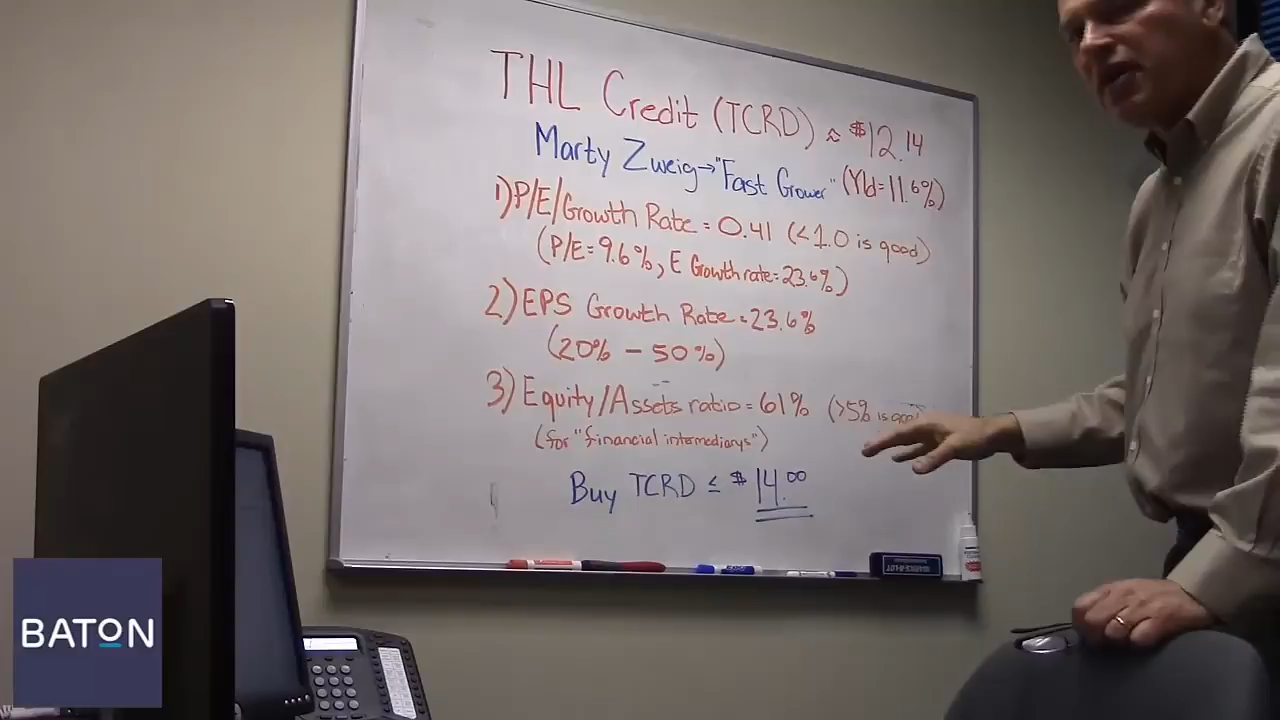 THL Credit (TCRD) ≈ $12.14
Marty Zweig → "Fast Grower" (Yld = 11.6%)
1) P/E/Growth Rate = 0.41 (<1.0 is good)
(P/E = 9.6%, E Growth rate = 23.6%)
2) EPS Growth Rate = 23.6%
(20% – 50%)
3) Equity/Assets ratio = 61% (>5% is good)
(for "financial intermediarys")
Buy TCRD ≤ $14.00
BATON